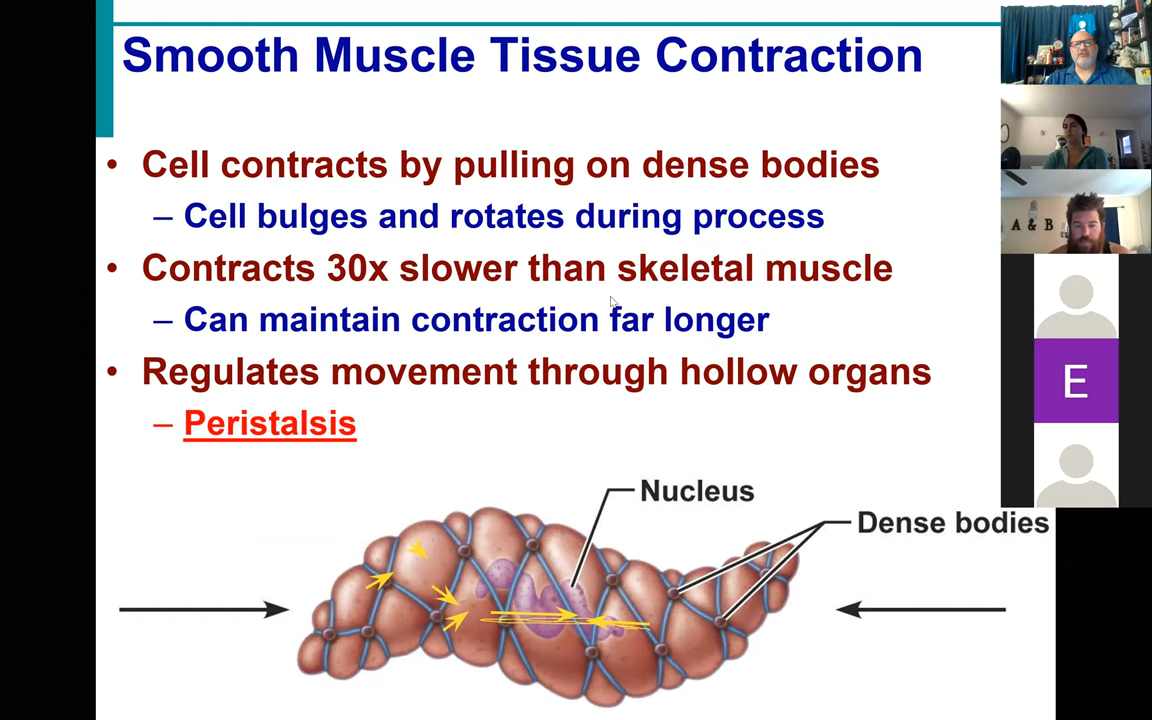 Smooth Muscle Tissue Contraction
• Cell contracts by pulling on dense bodies
– Cell bulges and rotates during process
• Contracts 30x slower than skeletal muscle
– Can maintain contraction far longer
• Regulates movement through hollow organs
– Peristalsis
Nucleus
Dense bodies
A & B
E